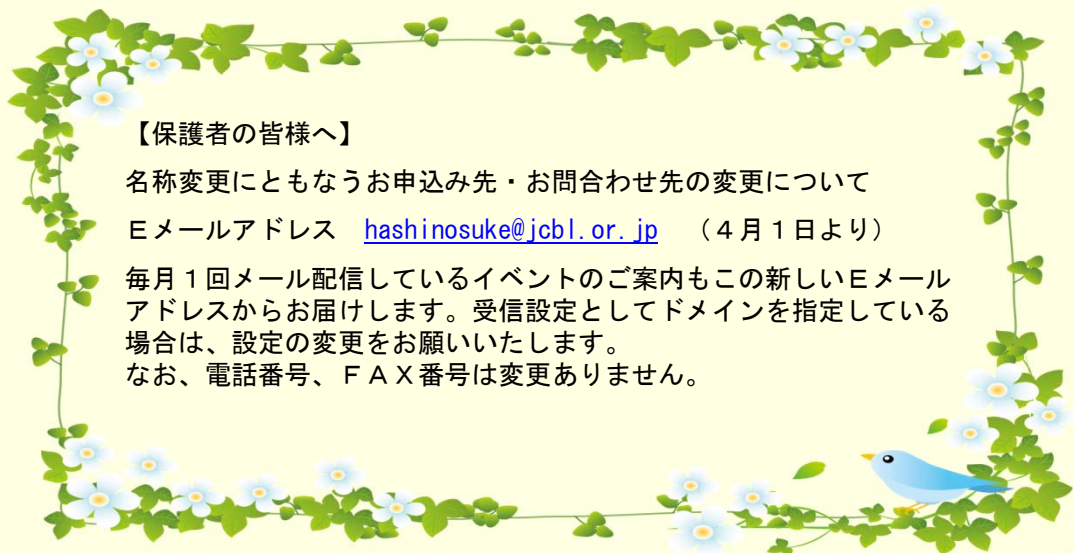 【保護者の皆様へ】
名称変更にともなうお申込み先・お問合わせ先の変更について
Ｅメールアドレス　hashinosuke@jcbl.or.jp　（４月１日より）
毎月１回メール配信しているイベントのご案内もこの新しいＥメール
アドレスからお届けします。受信設定としてドメインを指定している
場合は、設定の変更をお願いいたします。
なお、電話番号、ＦＡＸ番号は変更ありません。